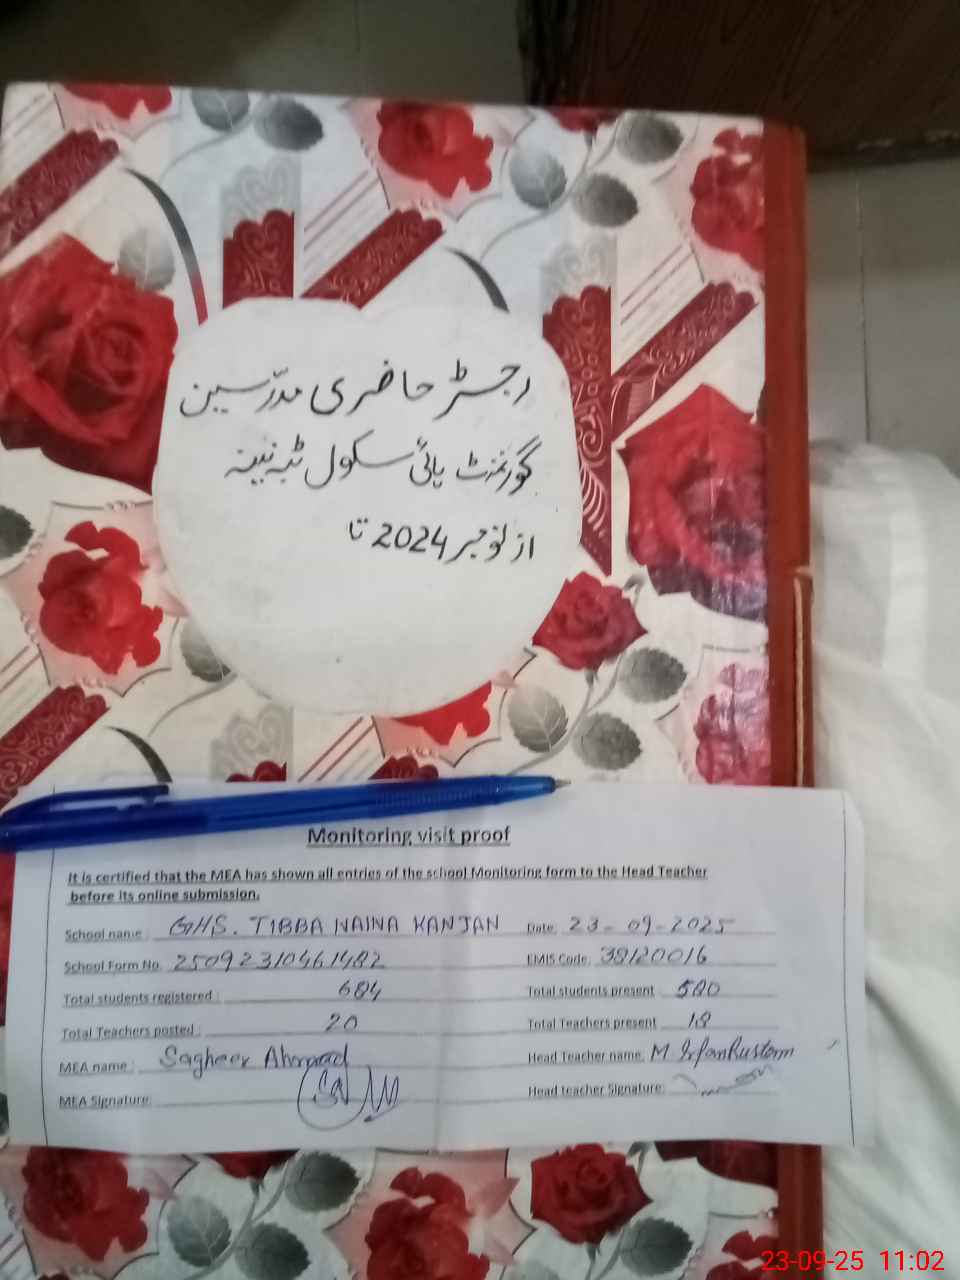 رجسٹر حاضری مدرّسین
گورنمنٹ ہائی سکول ٹبہ نینہ
از نومبر 2024 تا
Monitoring visit proof
It is certified that the MEA has shown all entries of the school Monitoring form to the Head Teacher
before its online submission.
School name : GHS. TIBBA NAINA KANJAN Date: 23-09-2025
School Form No. 25092310461482 EMIS Code: 38120016
Total students registered : 684 Total students present 580
Total Teachers posted : 20 Total Teachers present 18
MEA name : Sagheer Ahmad Head Teacher name: M Irfan Rustam
MEA Signature: Head teacher Signature:
23-09-25 11:02